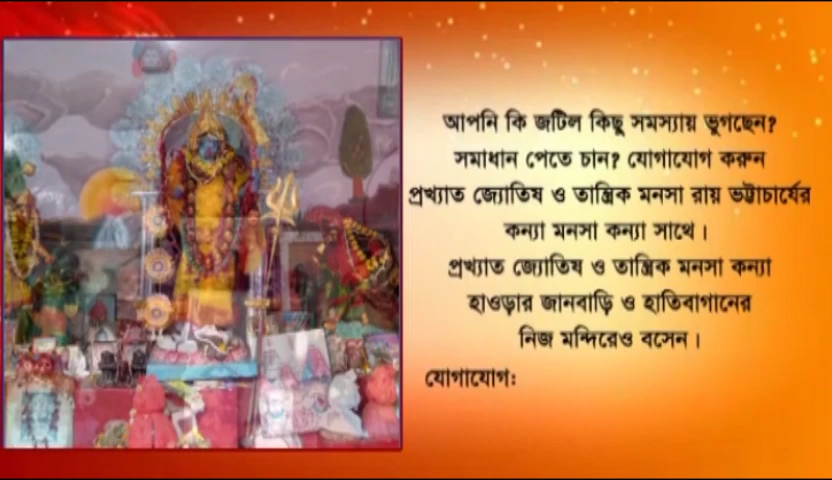 আপনি কি জটিল কিছু সমস্যায় ভুগছেন?
সমাধান পেতে চান? যোগাযোগ করুন
প্রখ্যাত জ্যোতিষ ও তান্ত্রিক মনসা রায় ভট্টাচার্যের
কন্যা মনসা কন্যা সাথে।
প্রখ্যাত জ্যোতিষ ও তান্ত্রিক মনসা কন্যা
হাওড়ার জানবাড়ি ও হাতিবাগানের
নিজ মন্দিরেও বসেন।
যোগাযোগ: